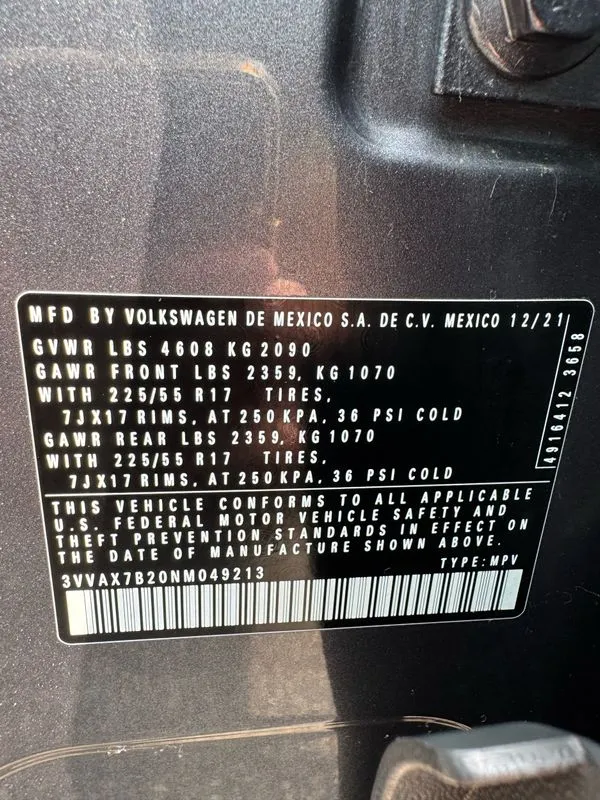 MFD BY VOLKSWAGEN DE MEXICO S.A. DE C.V. MEXICO 12/21
GVWR LBS 4608 KG 2090
GAWR FRONT LBS 2359, KG 1070
WITH 225/55 R17 TIRES,
7JX17 RIMS, AT 250 KPA, 36 PSI COLD
GAWR REAR LBS 2359, KG 1070
WITH 225/55 R17 TIRES,
7JX17 RIMS, AT 250 KPA, 36 PSI COLD
4916412 3658
THIS VEHICLE CONFORMS TO ALL APPLICABLE
U.S. FEDERAL MOTOR VEHICLE SAFETY AND
THEFT PREVENTION STANDARDS IN EFFECT ON
THE DATE OF MANUFACTURE SHOWN ABOVE.
3VVAX7B20NM049213 TYPE: MPV